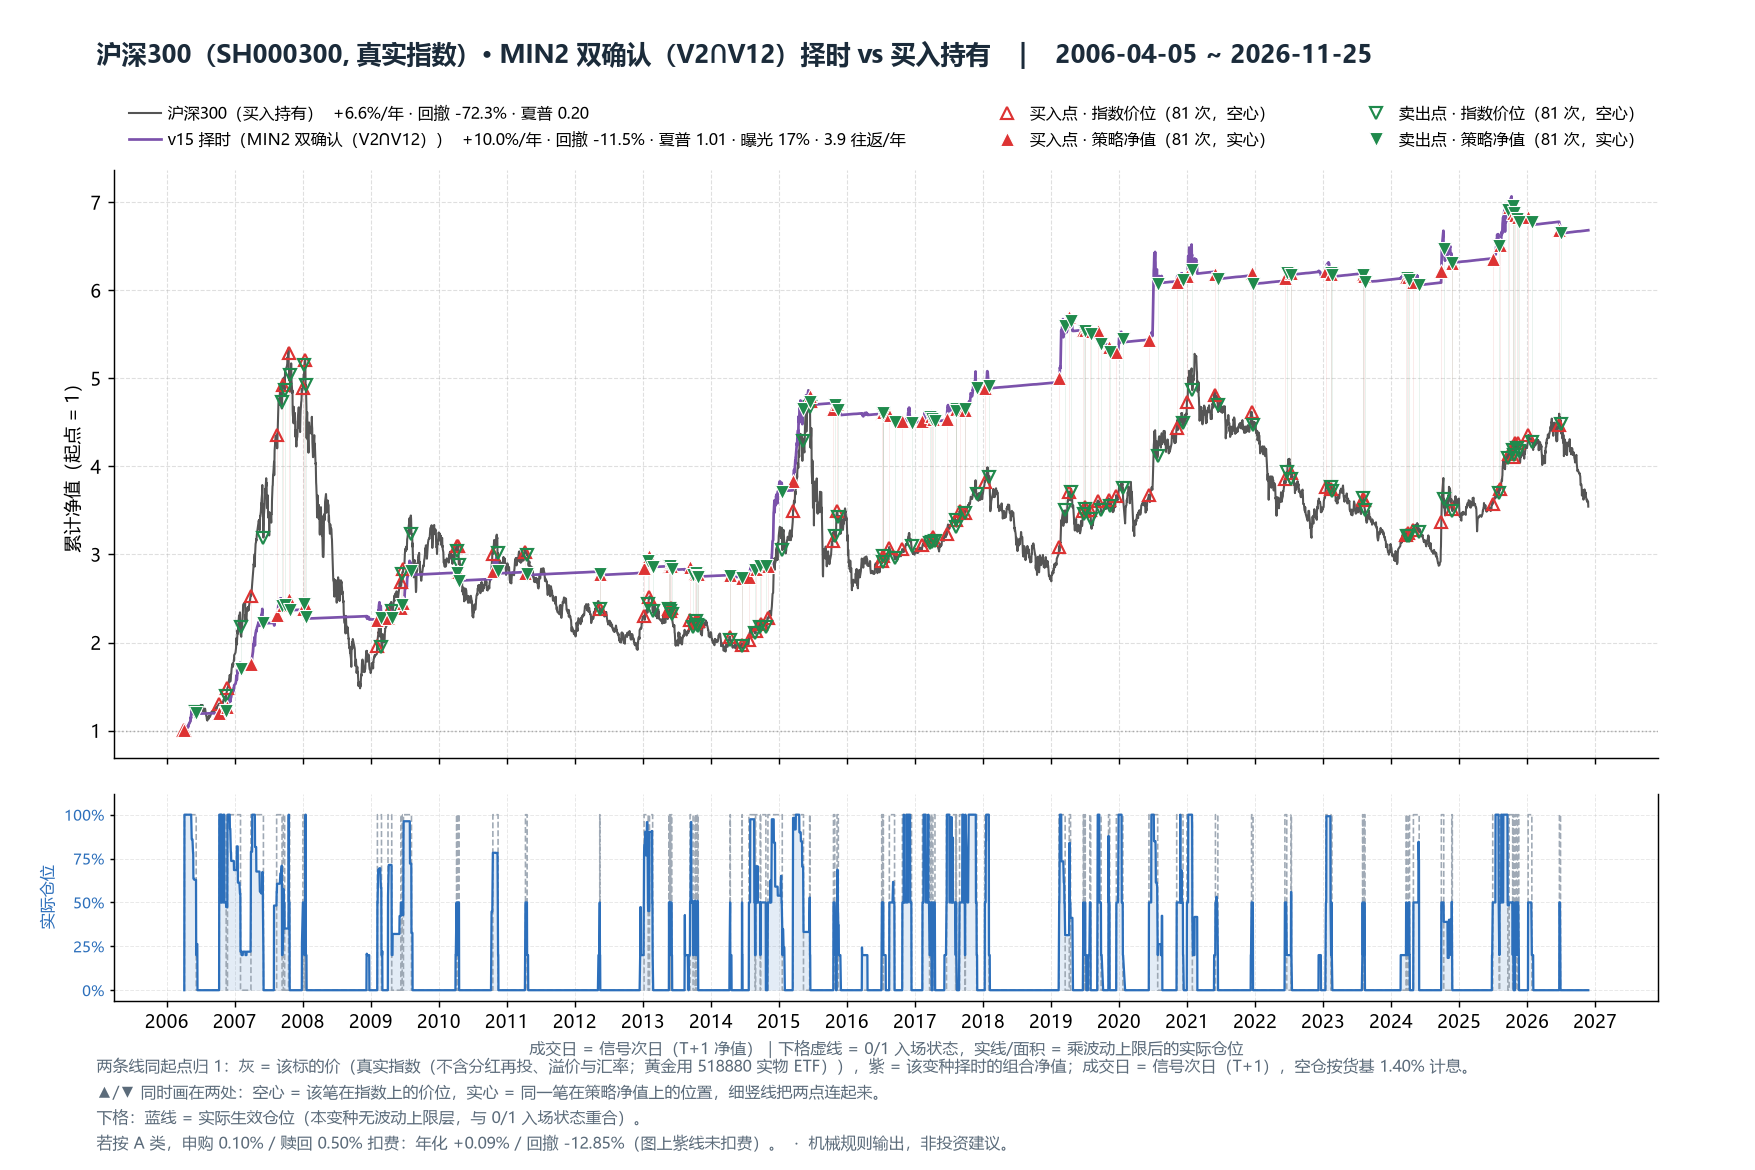 沪深300（SH000300, 真实指数）• MIN2 双确认（V2∩V12）择时 vs 买入持有 | 2006-04-05 ~ 2026-11-25
沪深300（买入持有） +6.6%/年 · 回撤 -72.3% · 夏普 0.20
v15 择时（MIN2 双确认（V2∩V12）） +10.0%/年 · 回撤 -11.5% · 夏普 1.01 · 曝光 17% · 3.9 往返/年
买入点 · 指数价位（81 次，空心）
买入点 · 策略净值（81 次，实心）
卖出点 · 指数价位（81 次，空心）
卖出点 · 策略净值（81 次，实心）
累计净值（起点 = 1）
7
6
5
4
3
2
1
实际仓位
100%
75%
50%
25%
0%
2006 2007 2008 2009 2010 2011 2012 2013 2014 2015 2016 2017 2018 2019 2020 2021 2022 2023 2024 2025 2026 2027
成交日 = 信号次日（T+1 净值）｜下格虚线 = 0/1 入场状态，实线/面积 = 乘波动上限后的实际仓位
两条线同起点归 1：灰 = 该标的价（真实指数（不含分红再投、溢价与汇率；黄金用 518880 实物 ETF）），紫 = 该变种择时的组合净值；成交日 = 信号次日（T+1），空仓按货基 1.40% 计息。
▲/▼ 同时画在两处：空心 = 该笔在指数上的价位，实心 = 同一笔在策略净值上的位置，细竖线把两点连起来。
下格：蓝线 = 实际生效仓位（本变种无波动上限层，与 0/1 入场状态重合）。
若按 A 类，申购 0.10% / 赎回 0.50% 扣费：年化 +0.09% / 回撤 -12.85%（图上紫线未扣费）。 · 机械规则输出，非投资建议。